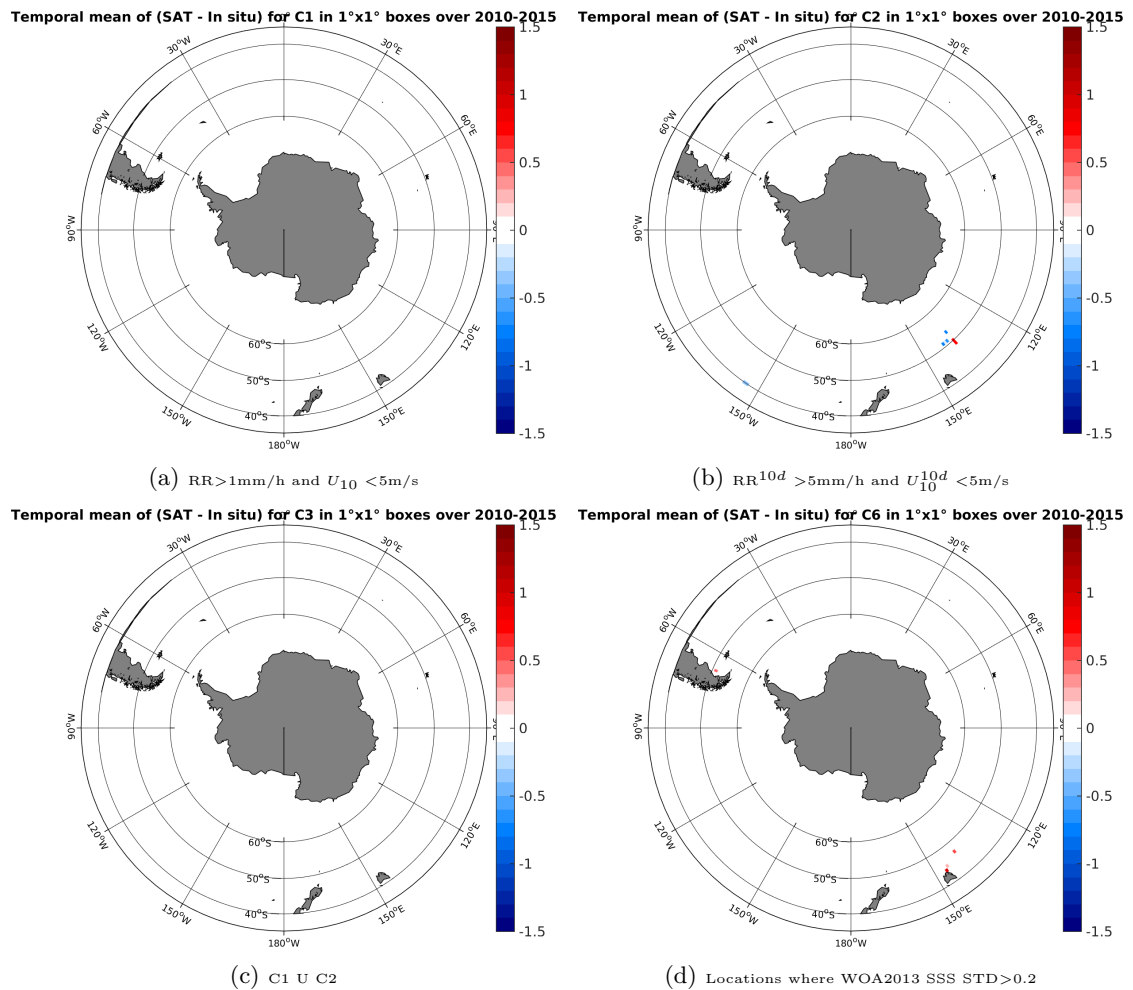 Temporal mean of (SAT - In situ) for C1 in 1°x1° boxes over 2010-2015
30°W
30°E
60°W
60°E
90°W
120°W
120°E
150°W
150°E
180°W
60°S
50°S
40°S
1.5
1
0.5
0
-0.5
-1
-1.5
(a) RR>1mm/h and U10 <5m/s
Temporal mean of (SAT - In situ) for C2 in 1°x1° boxes over 2010-2015
30°W
30°E
60°W
60°E
90°W
120°W
120°E
150°W
150°E
180°W
60°S
50°S
40°S
1.5
1
0.5
0
-0.5
-1
-1.5
(b) RR10d >5mm/h and U10d10 <5m/s
Temporal mean of (SAT - In situ) for C3 in 1°x1° boxes over 2010-2015
30°W
30°E
60°W
60°E
90°W
120°W
120°E
150°W
150°E
180°W
60°S
50°S
40°S
1.5
1
0.5
0
-0.5
-1
-1.5
(c) C1 U C2
Temporal mean of (SAT - In situ) for C6 in 1°x1° boxes over 2010-2015
30°W
30°E
60°W
60°E
90°W
120°W
120°E
150°W
150°E
180°W
60°S
50°S
40°S
1.5
1
0.5
0
-0.5
-1
-1.5
(d) Locations where WOA2013 SSS STD>0.2